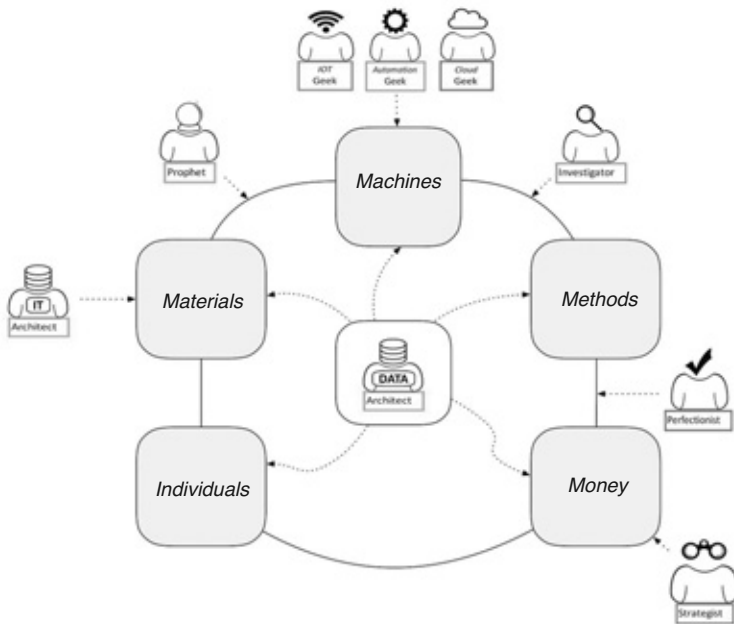 IOT
Geek
Automation
Geek
Cloud
Geek
Prophet
Machines
Investigator
IT
Architect
Materials
Methods
DATA
Architect
Perfectionist
Individuals
Money
Strategist